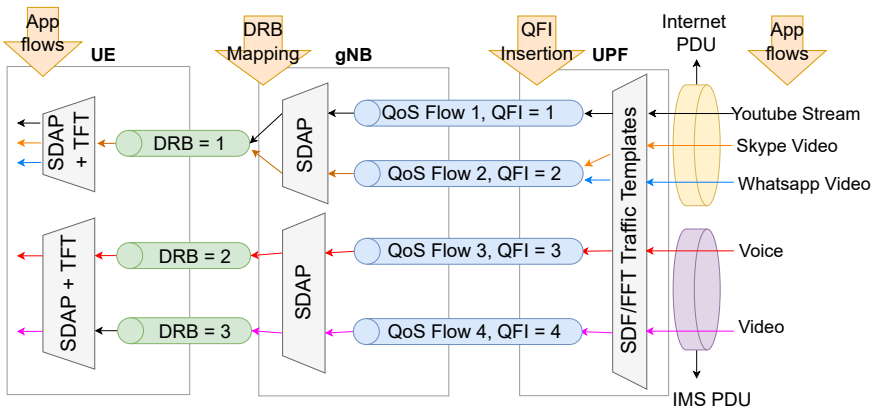 App
flows
UE
DRB
Mapping
gNB
QFI
Insertion
UPF
Internet
PDU
App
flows
SDAP
+ TFT
DRB = 1
SDAP
QoS Flow 1, QFI = 1
QoS Flow 2, QFI = 2
SDF/FFT Traffic Templates
Youtube Stream
Skype Video
Whatsapp Video
SDAP + TFT
DRB = 2
DRB = 3
SDAP
QoS Flow 3, QFI = 3
QoS Flow 4, QFI = 4
Voice
Video
IMS PDU